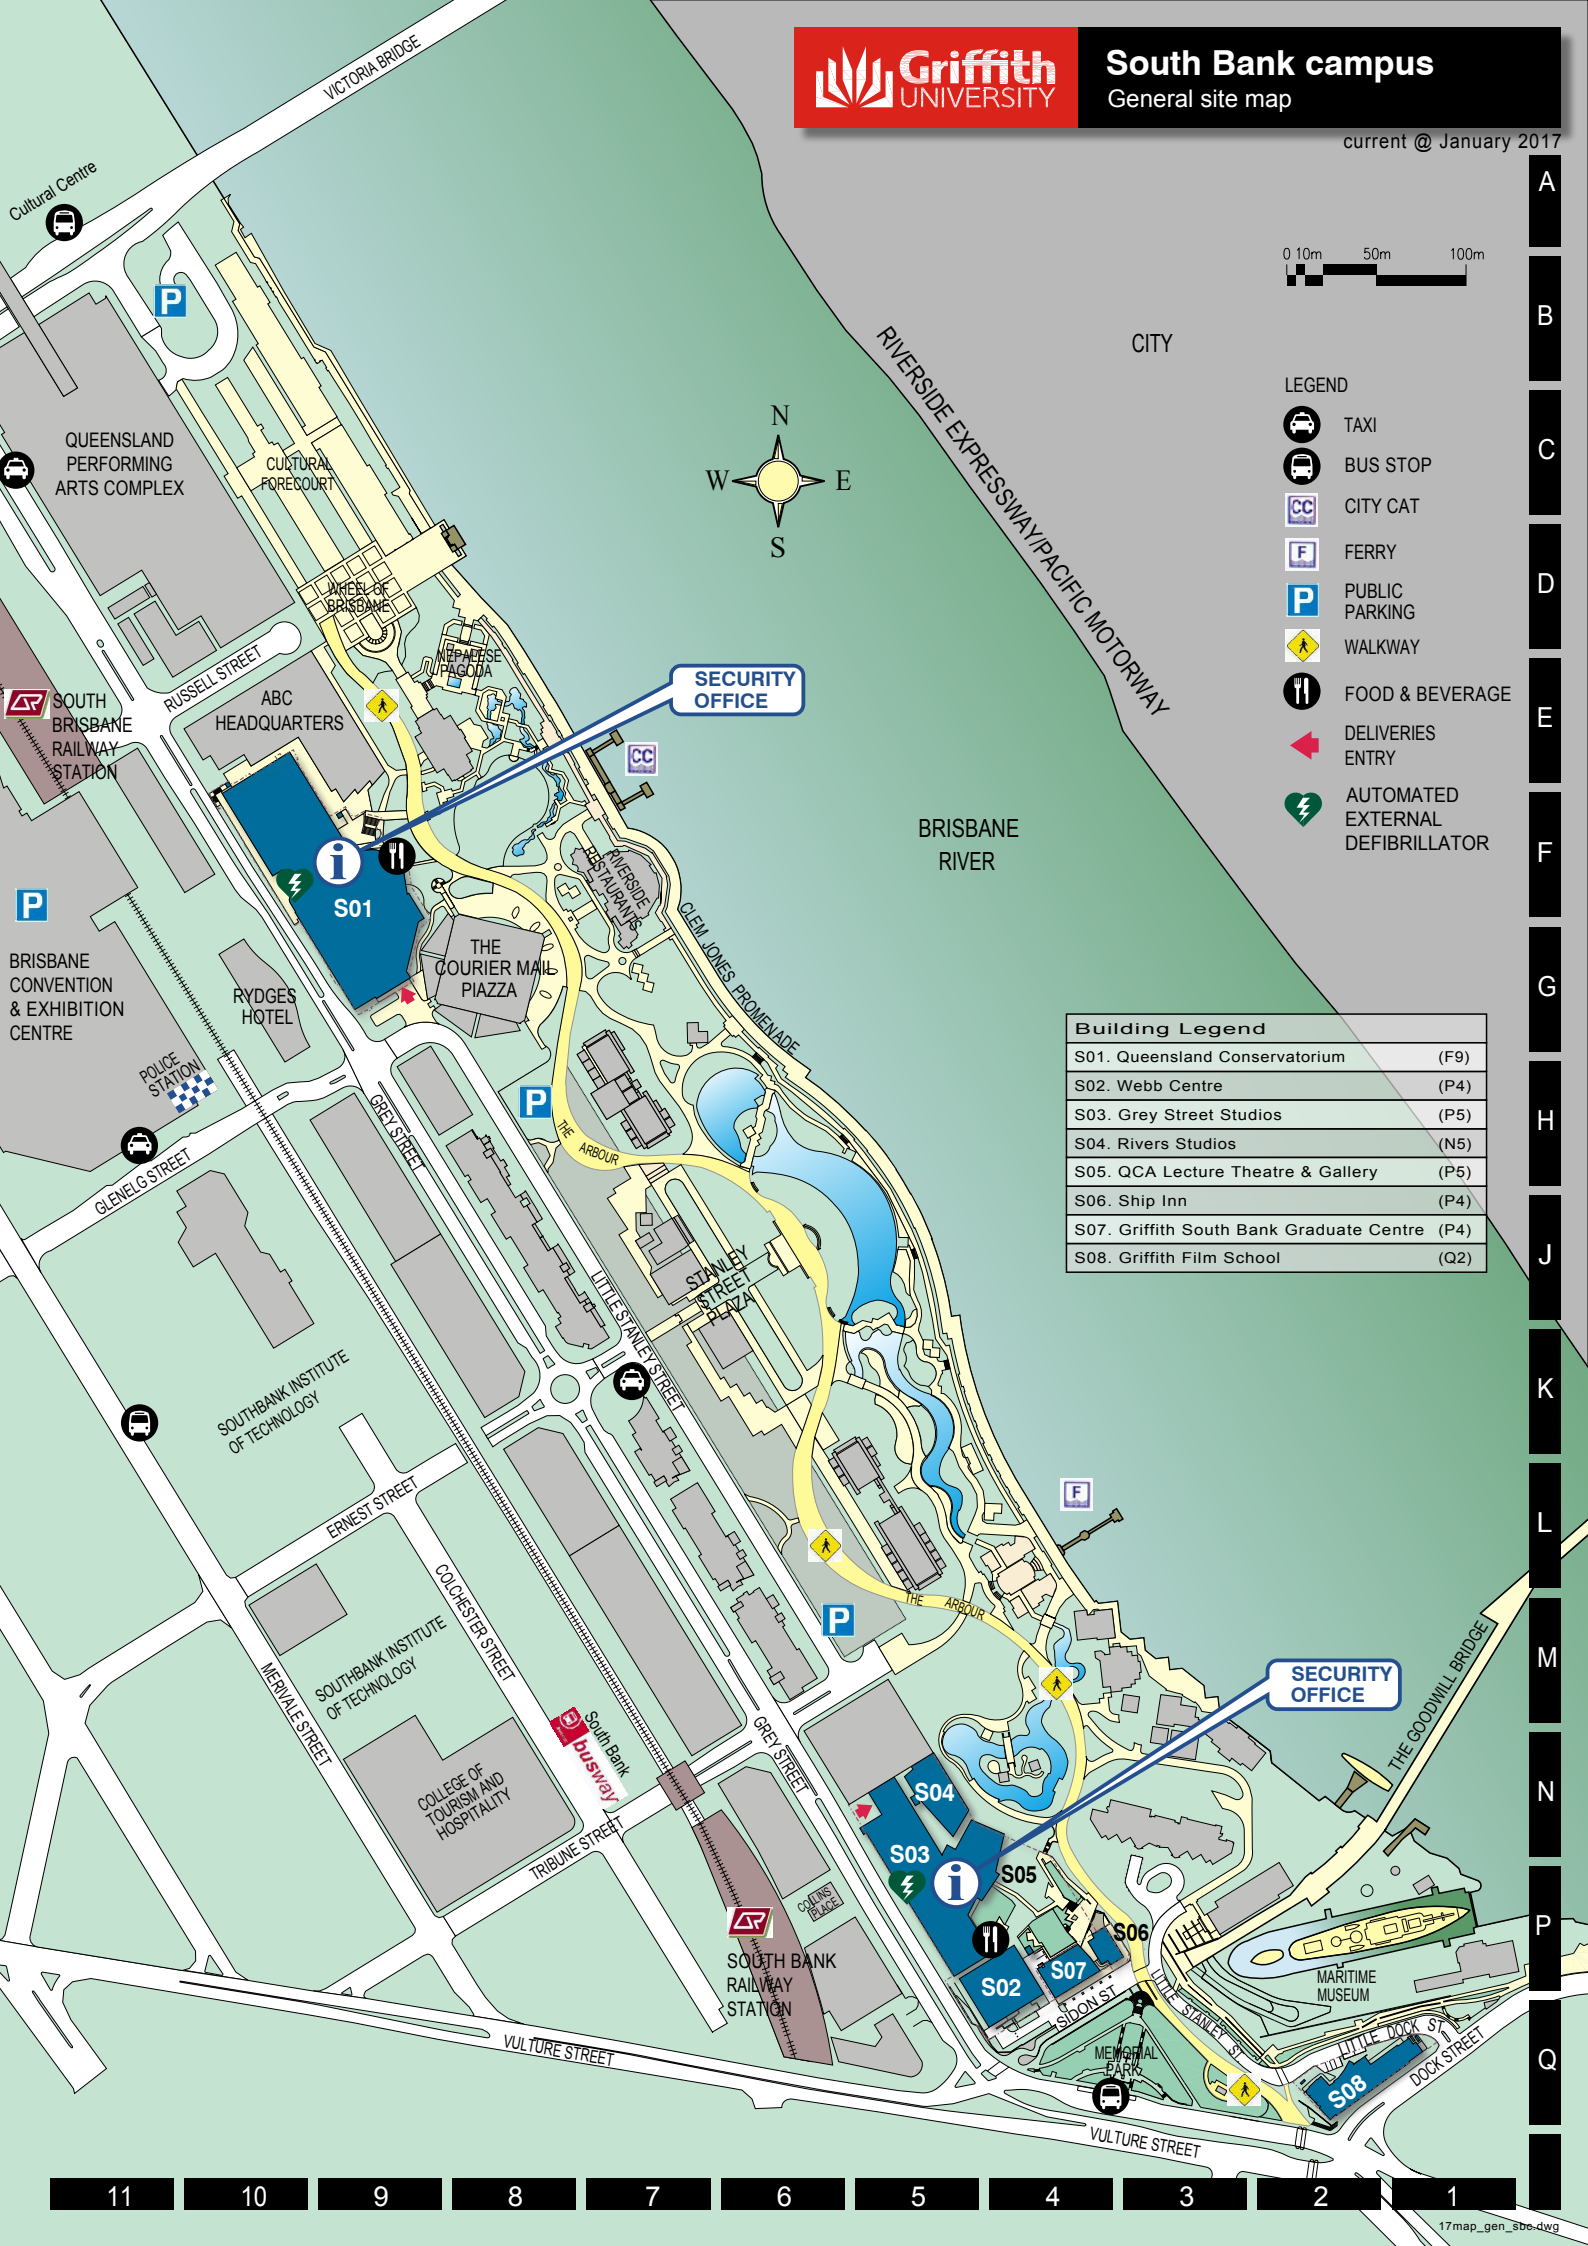 Griffith
UNIVERSITY
South Bank campus
General site map
current @ January 2017
VICTORIA BRIDGE
Cultural Centre
0 10m 50m 100m
CITY
RIVERSIDE EXPRESSWAY/PACIFIC MOTORWAY
LEGEND
TAXI
BUS STOP
CC
CITY CAT
F
FERRY
P
PUBLIC
PARKING
WALKWAY
FOOD & BEVERAGE
DELIVERIES
ENTRY
AUTOMATED
EXTERNAL
DEFIBRILLATOR
A
B
C
D
E
F
G
H
J
K
L
M
N
P
Q
N
W E
S
P
QUEENSLAND
PERFORMING
ARTS COMPLEX
CULTURAL
FORECOURT
WHEEL OF
BRISBANE
NEPALESE
PAGODA
RUSSELL STREET
SOUTH
BRISBANE
RAILWAY
STATION
ABC
HEADQUARTERS
SECURITY
OFFICE
CC
BRISBANE
RIVER
i
S01
RIVERSIDE
RESTAURANTS
CLEM JONES PROMENADE
P
BRISBANE
CONVENTION
& EXHIBITION
CENTRE
RYDGES
HOTEL
THE
COURIER MAIL
PIAZZA
POLICE
STATION
GLENELG STREET
GREY STREET
P
THE ARBOUR
Building Legend
S01. Queensland Conservatorium (F9)
S02. Webb Centre (P4)
S03. Grey Street Studios (P5)
S04. Rivers Studios (N5)
S05. QCA Lecture Theatre & Gallery (P5)
S06. Ship Inn (P4)
S07. Griffith South Bank Graduate Centre (P4)
S08. Griffith Film School (Q2)
STANLEY
STREET
PLAZA
LITTLE STANLEY STREET
SOUTHBANK INSTITUTE
OF TECHNOLOGY
ERNEST STREET
COLCHESTER STREET
F
P
THE ARBOUR
SOUTHBANK INSTITUTE
OF TECHNOLOGY
MERIVALE STREET
South Bank
busway
GREY STREET
THE GOODWILL BRIDGE
SECURITY
OFFICE
COLLEGE OF
TOURISM AND
HOSPITALITY
TRIBUNE STREET
S04
S03
i
S05
S06
S07
S02
COLLINS
PLACE
SOUTH BANK
RAILWAY
STATION
SIDON ST
LITTLE STANLEY ST
MARITIME
MUSEUM
MEMORIAL
PARK
LITTLE DOCK ST
DOCK STREET
S08
VULTURE STREET
VULTURE STREET
11 10 9 8 7 6 5 4 3 2 1
17map_gen_sbc.dwg